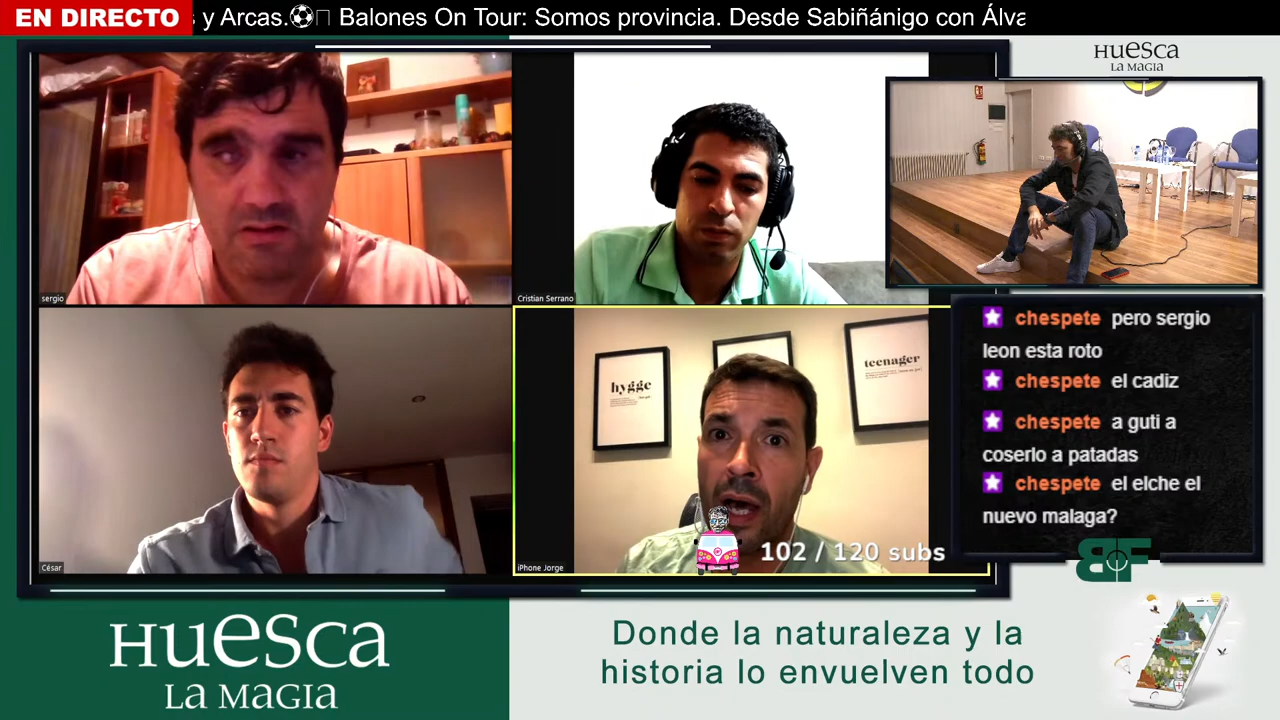 EN DIRECTO
s y Arcas.⚽ Balones On Tour: Somos provincia. Desde Sabiñánigo con Álva
HUESCA
LA MAGIA
sergio
Cristian Serrano
hygge
teenager
chespete pero sergio
leon esta roto
chespete el cadiz
chespete a guti a
coserlo a patadas
chespete el elche el
nuevo malaga?
César
iPhone Jorge
102 / 120 subs
BF
HUeSca
LA MAGIA
Donde la naturaleza y la
historia lo envuelven todo